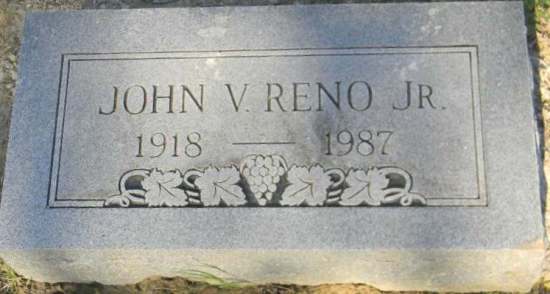 JOHN V. RENO JR.
1918 — 1987